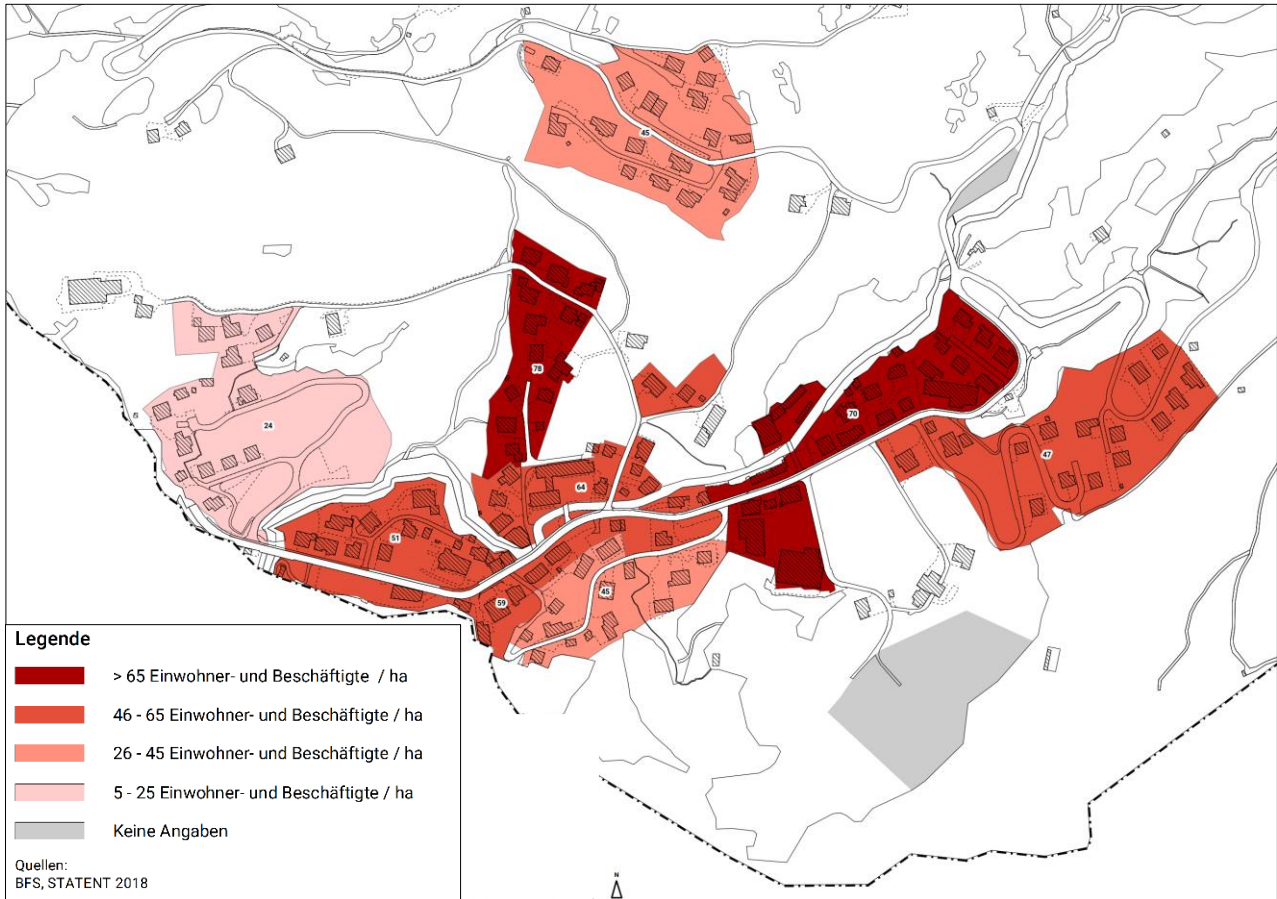 45
78
24
70
47
64
51
59
45
Legende
> 65 Einwohner- und Beschäftigte / ha
46 - 65 Einwohner- und Beschäftigte / ha
26 - 45 Einwohner- und Beschäftigte / ha
5 - 25 Einwohner- und Beschäftigte / ha
Keine Angaben
Quellen:
BFS, STATENT 2018
N